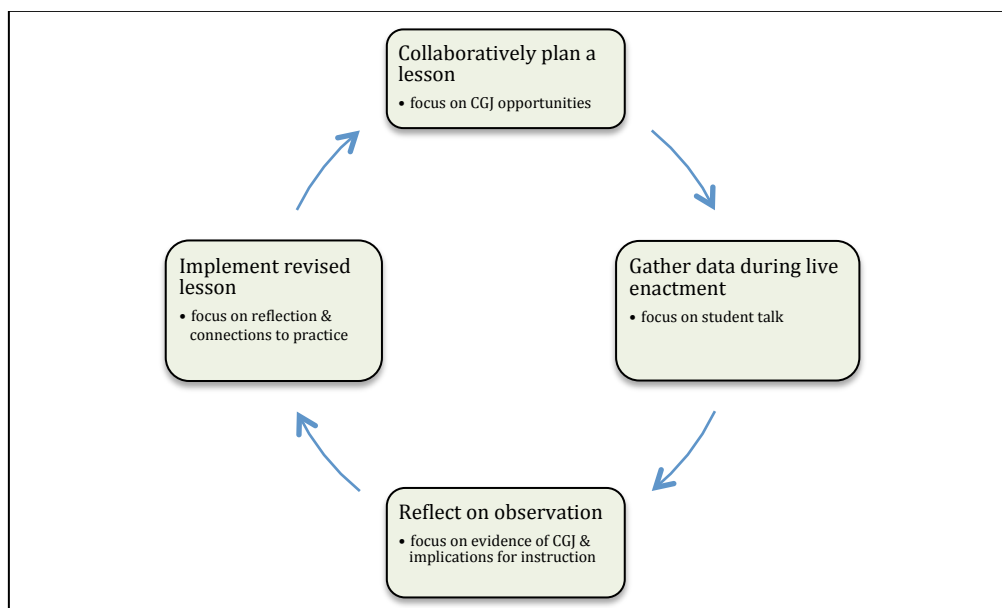 Collaboratively plan a
lesson
• focus on CGJ opportunities
Gather data during live
enactment
• focus on student talk
Reflect on observation
• focus on evidence of CGJ &
implications for instruction
Implement revised
lesson
• focus on reflection &
connections to practice